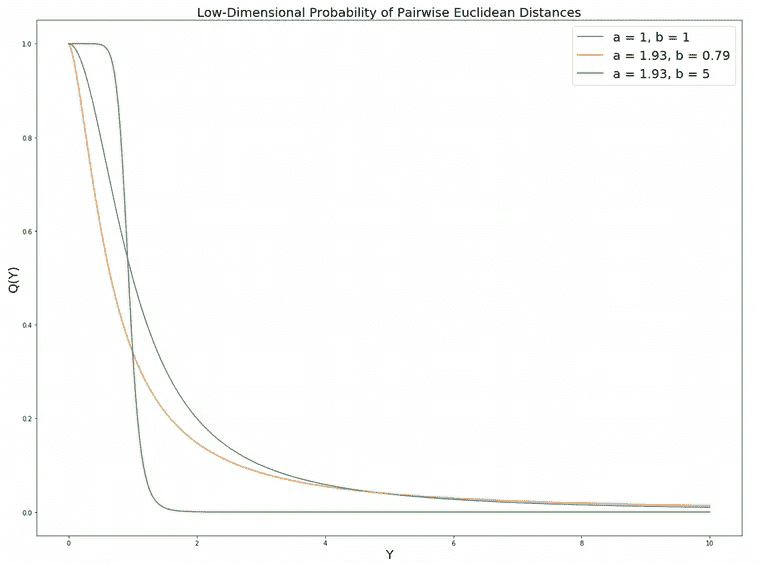 Low-Dimensional Probability of Pairwise Euclidean Distances
a = 1, b = 1
a = 1.93, b = 0.79
a = 1.93, b = 5
1.0
0.8
0.6
0.4
0.2
0.0
Q(Y)
0
2
4
6
8
10
Y